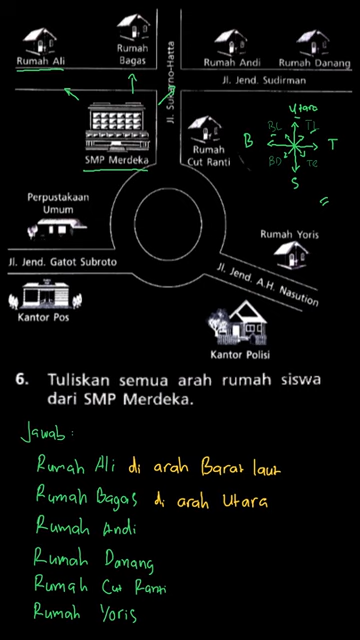 Rumah Ali
Rumah
Bagas
Rumah Andi
Rumah Danang
Jl. Jend. Sudirman
Jl. Sukarno-Hatta
SMP Merdeka
Rumah
Cut Ranti
Utara
BL
TL
B
T
BD
TG
S
Perpustakaan
Umum
Rumah Yoris
Jl. Jend. Gatot Subroto
Jl. Jend. A.H. Nasution
Kantor Pos
Kantor Polisi
6. Tuliskan semua arah rumah siswa
dari SMP Merdeka.
Jawab:
Rumah Ali di arah Barat laut
Rumah Bagas di arah Utara
Rumah Andi
Rumah Danang
Rumah Cut Ranti
Rumah Yoris